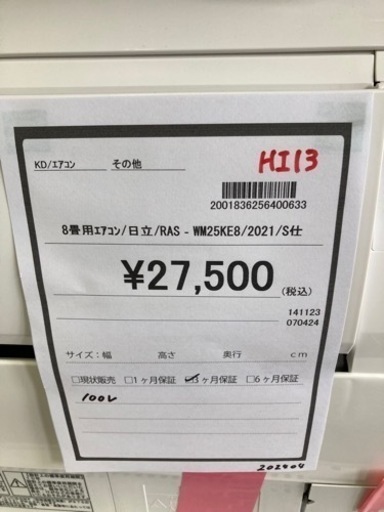 KD/エアコン その他
HI13
2001836256400633
8畳用エアコン/日立/RAS - WM25KE8/2021/S仕
¥27,500(税込)
141123
070424
サイズ:幅 高さ 奥行 cm
□現状販売 □1ヶ月保証 ☑3ヶ月保証 □6ヶ月保証
100V
202404